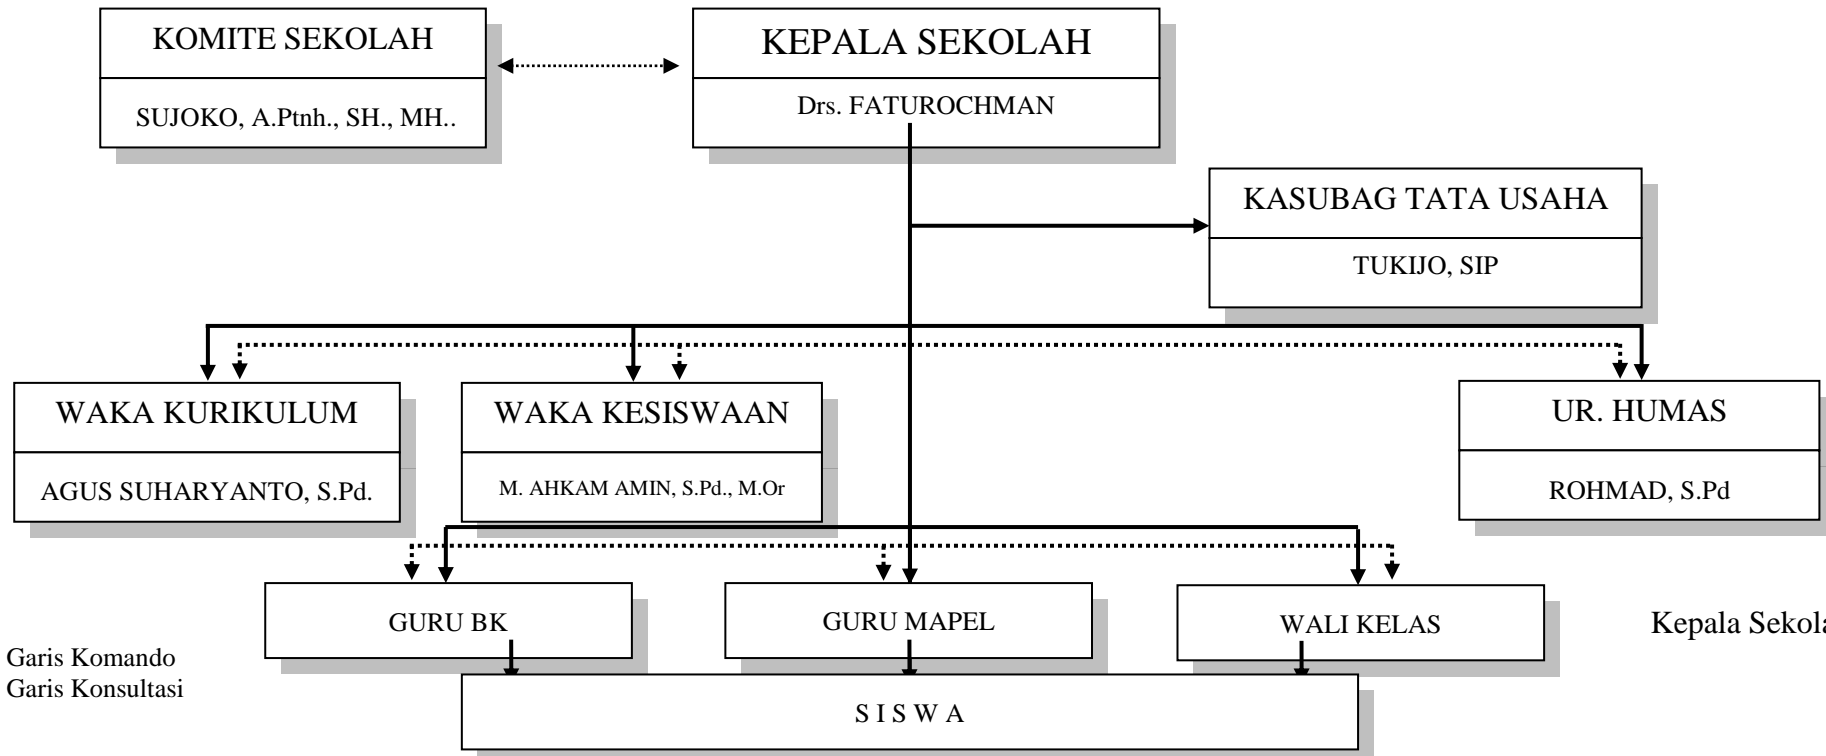 KOMITE SEKOLAH
SUJOKO, A.Ptnh., SH., MH..
KEPALA SEKOLAH
Drs. FATUROCHMAN
KASUBAG TATA USAHA
TUKIJO, SIP
WAKA KURIKULUM
AGUS SUHARYANTO, S.Pd.
WAKA KESISWAAN
M. AHKAM AMIN, S.Pd., M.Or
UR. HUMAS
ROHMAD, S.Pd
GURU BK
GURU MAPEL
WALI KELAS
Kepala Sekola
Garis Komando
Garis Konsultasi
S I S W A